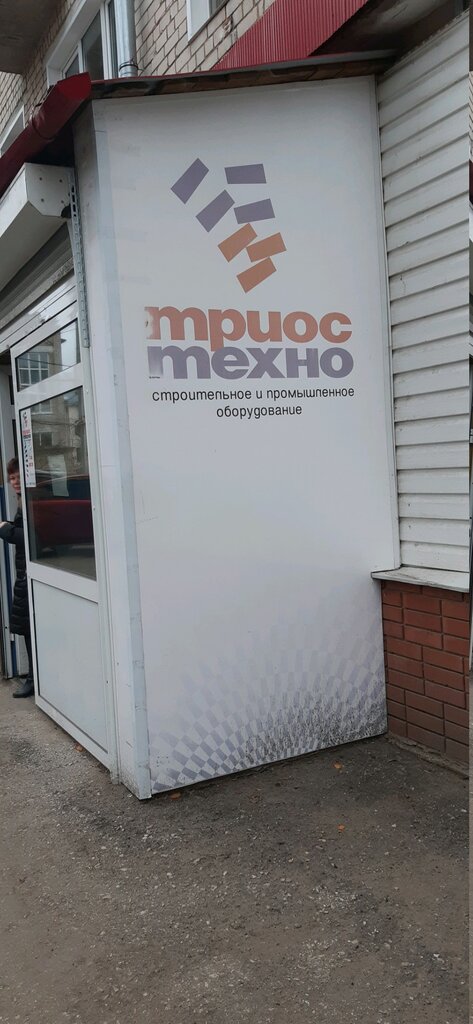 триос
техно
строительное и промышленное
оборудование